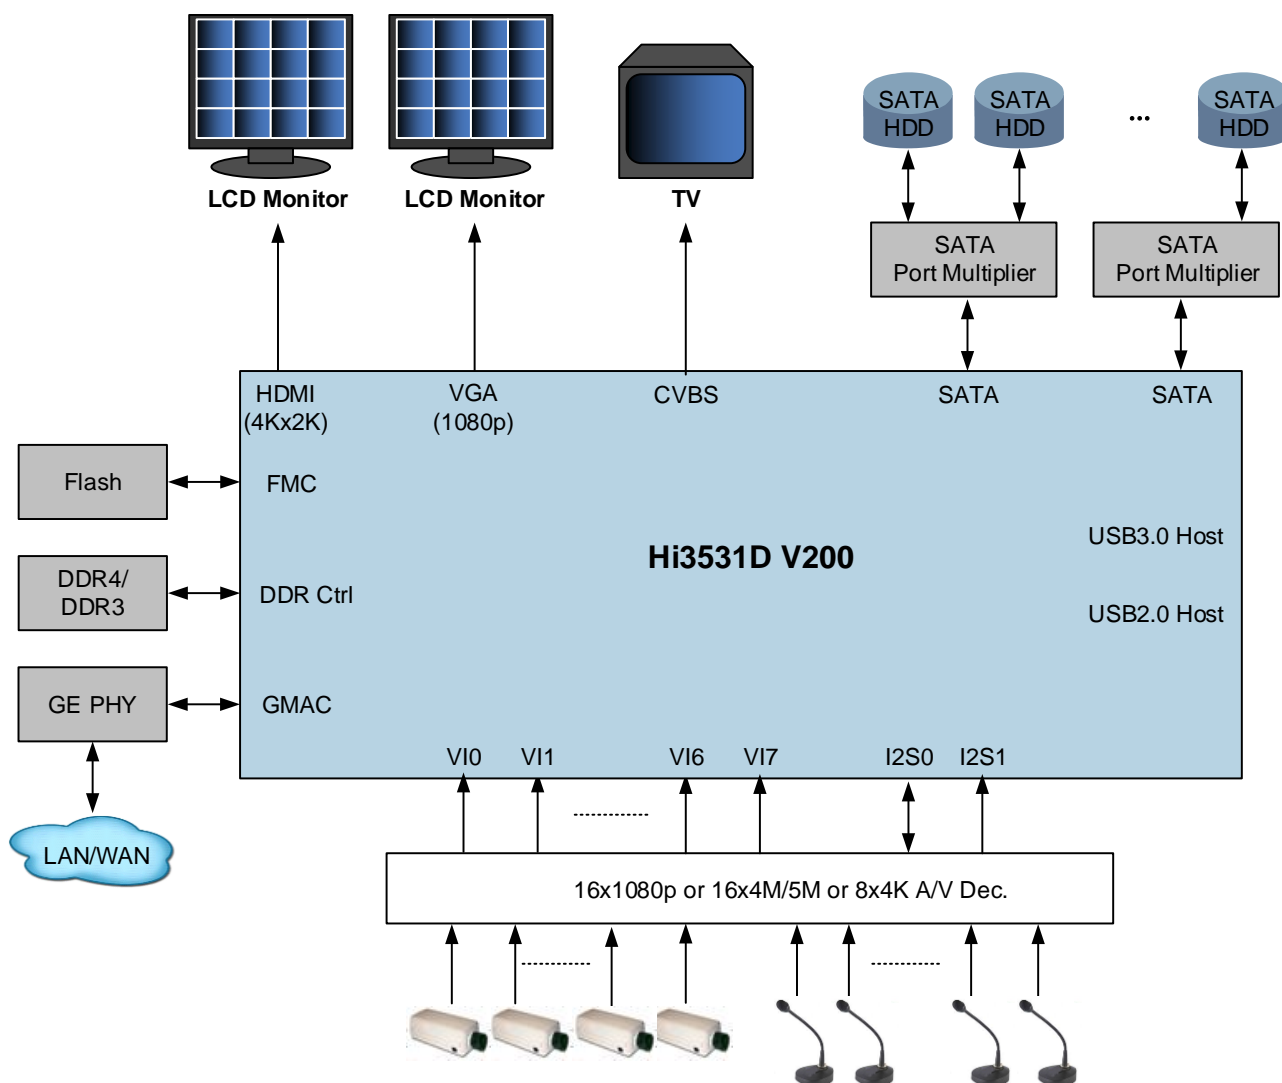 LCD Monitor
LCD Monitor
TV
SATA
HDD
SATA
HDD
...
SATA
HDD
SATA
Port Multiplier
SATA
Port Multiplier
HDMI
(4Kx2K)
VGA
(1080p)
CVBS
SATA
SATA
Flash
FMC
Hi3531D V200
USB3.0 Host
DDR4/
DDR3
DDR Ctrl
USB2.0 Host
GE PHY
GMAC
VI0
VI1
VI6
VI7
I2S0
I2S1
LAN/WAN
16x1080p or 16x4M/5M or 8x4K A/V Dec.